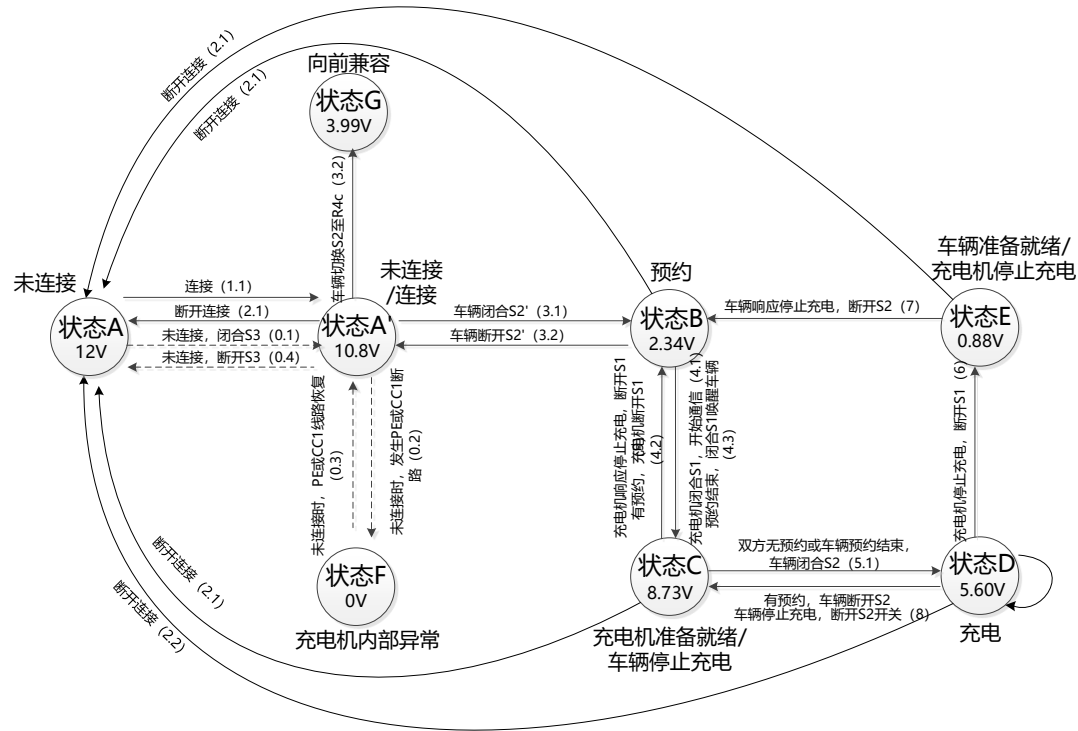 断开连接（2.1）
断开连接（2.1）
向前兼容
状态G
3.99V
车辆切换S2至R4c（3.2）
未连接
状态A
12V
连接（1.1）
断开连接（2.1）
未连接，闭合S3（0.1）
未连接，断开S3（0.4）
未连接
/连接
状态A'
10.8V
车辆闭合S2'（3.1）
车辆断开S2'（3.2）
预约
状态B
2.34V
车辆响应停止充电，断开S2（7）
车辆准备就绪/
充电机停止充电
状态E
0.88V
未连接时，PE或CC1线路恢复
（0.3）
未连接时，发生PE或CC1断
路（0.2）
充电机响应停止充电，断开S1
有预约，充电机断开S1
（4.2）
充电机闭合S1，开始通信（4.1）
预约结束，闭合S1唤醒车辆
（4.3）
充电机停止充电，断开S1（6）
状态F
0V
充电机内部异常
状态C
8.73V
充电机准备就绪/
车辆停止充电
双方无预约或车辆预约结束，
车辆闭合S2（5.1）
有预约，车辆断开S2
车辆停止充电，断开S2开关（8）
状态D
5.60V
充电
断开连接（2.1）
断开连接（2.2）